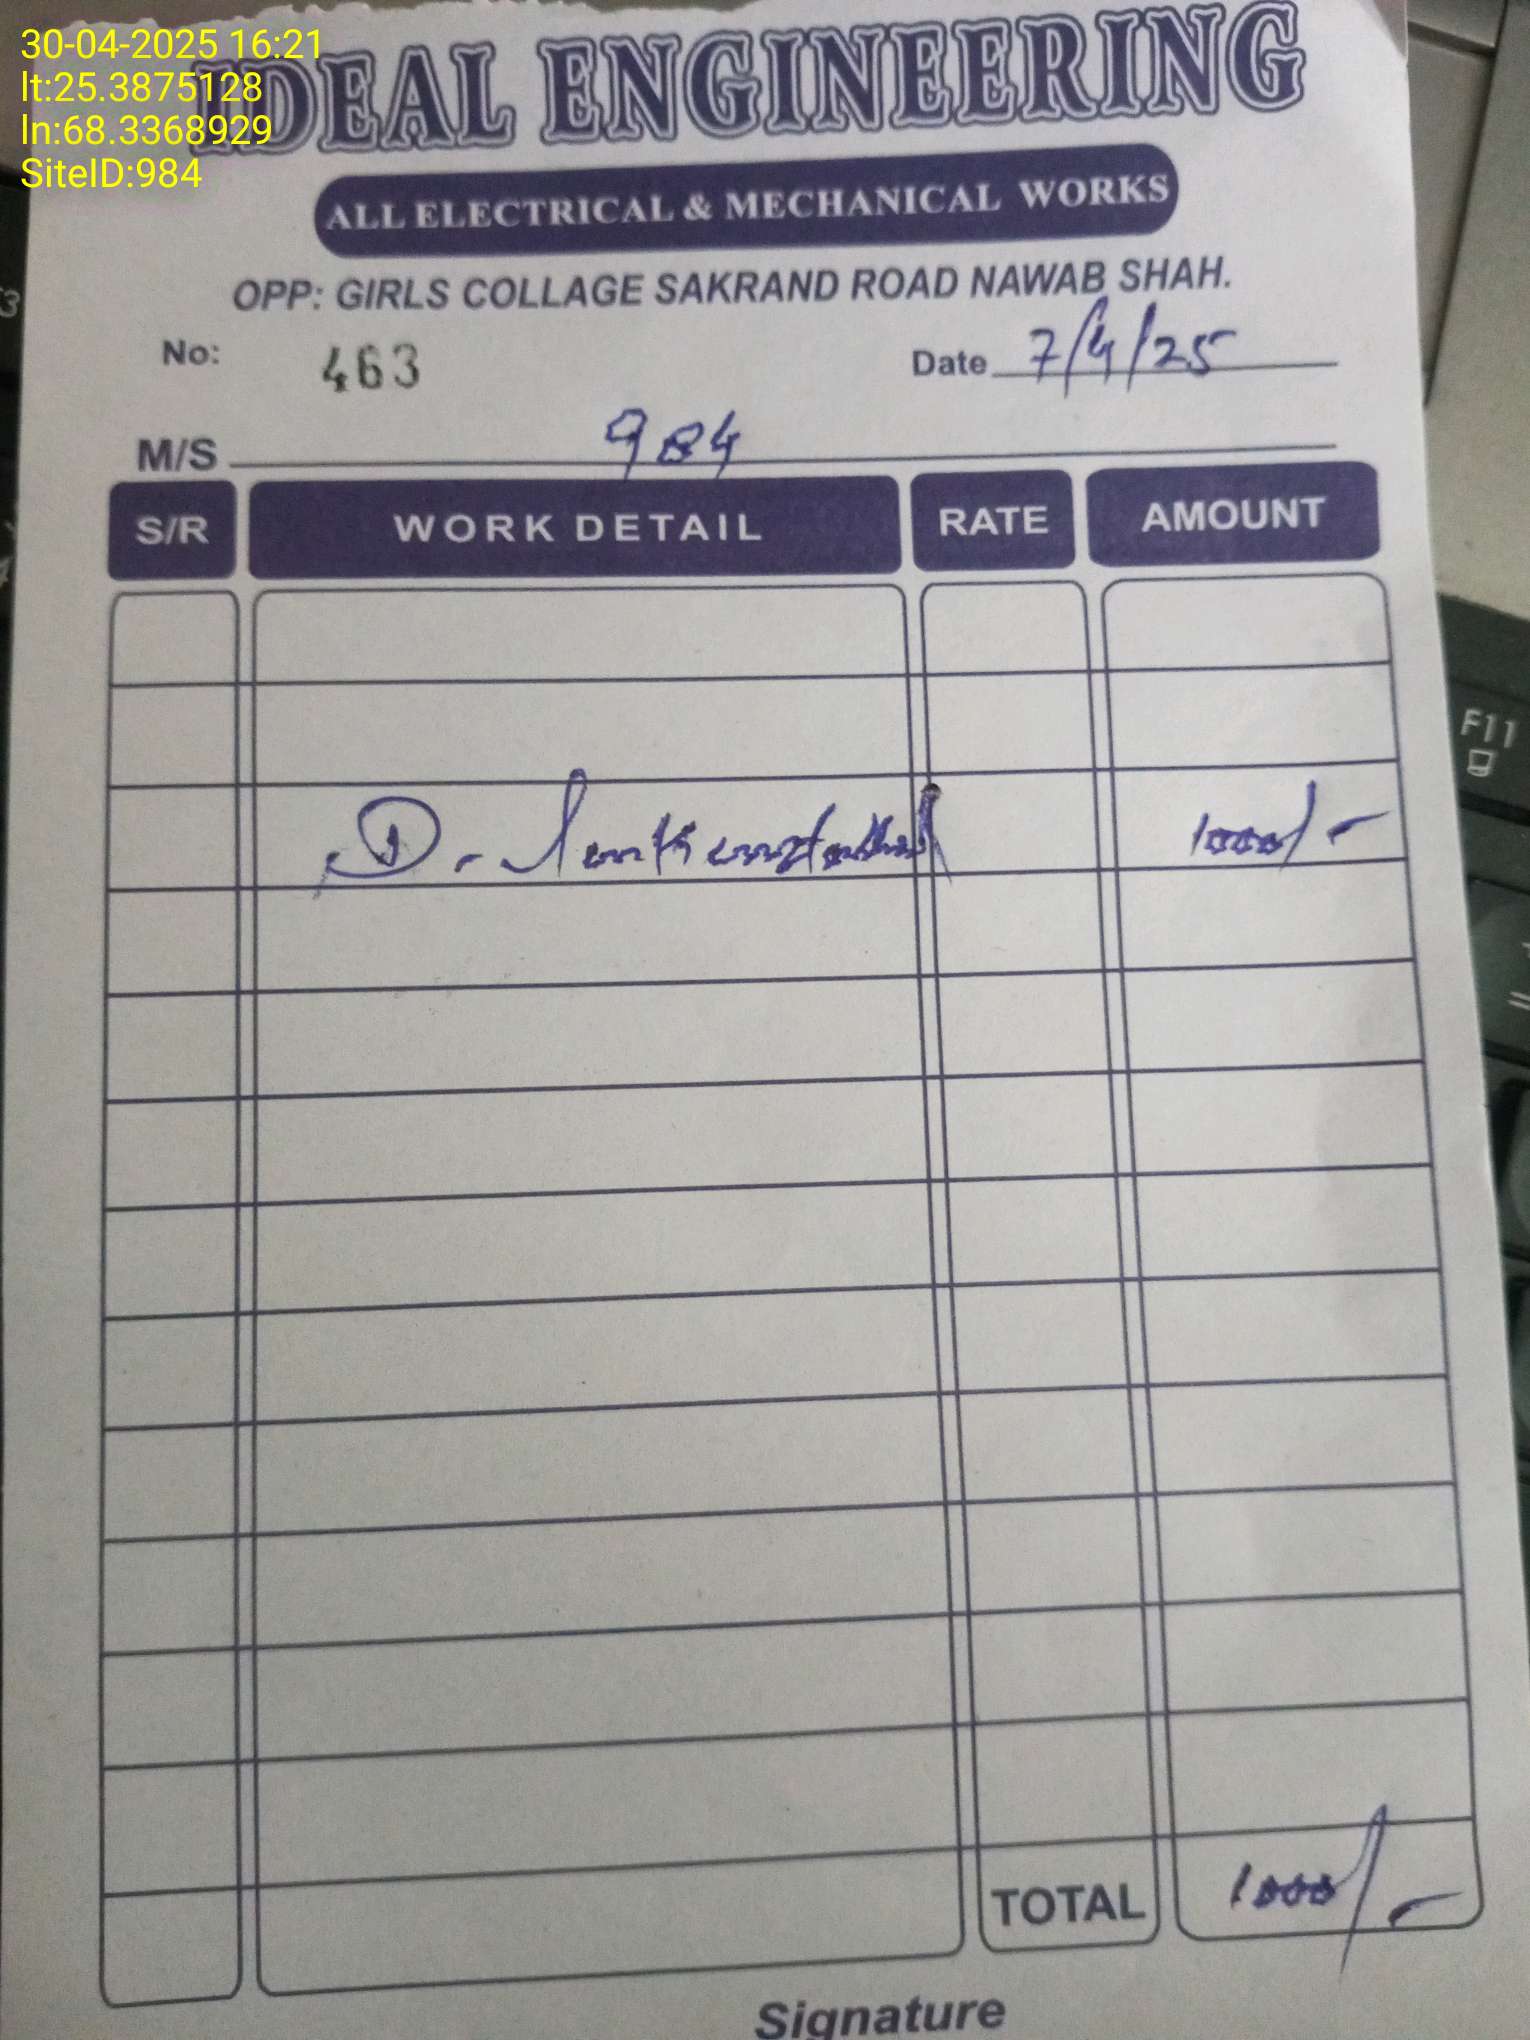 30-04-2025 16:21
lt:25.3875128
ln:68.3368929
SiteID:984
IDEAL ENGINEERING
ALL ELECTRICAL & MECHANICAL WORKS
OPP: GIRLS COLLAGE SAKRAND ROAD NAWAB SHAH.
No: 463 Date 7/4/25
M/S 984
S/R WORK DETAIL RATE AMOUNT
D. 1000/-
TOTAL 1000/-
Signature
F11